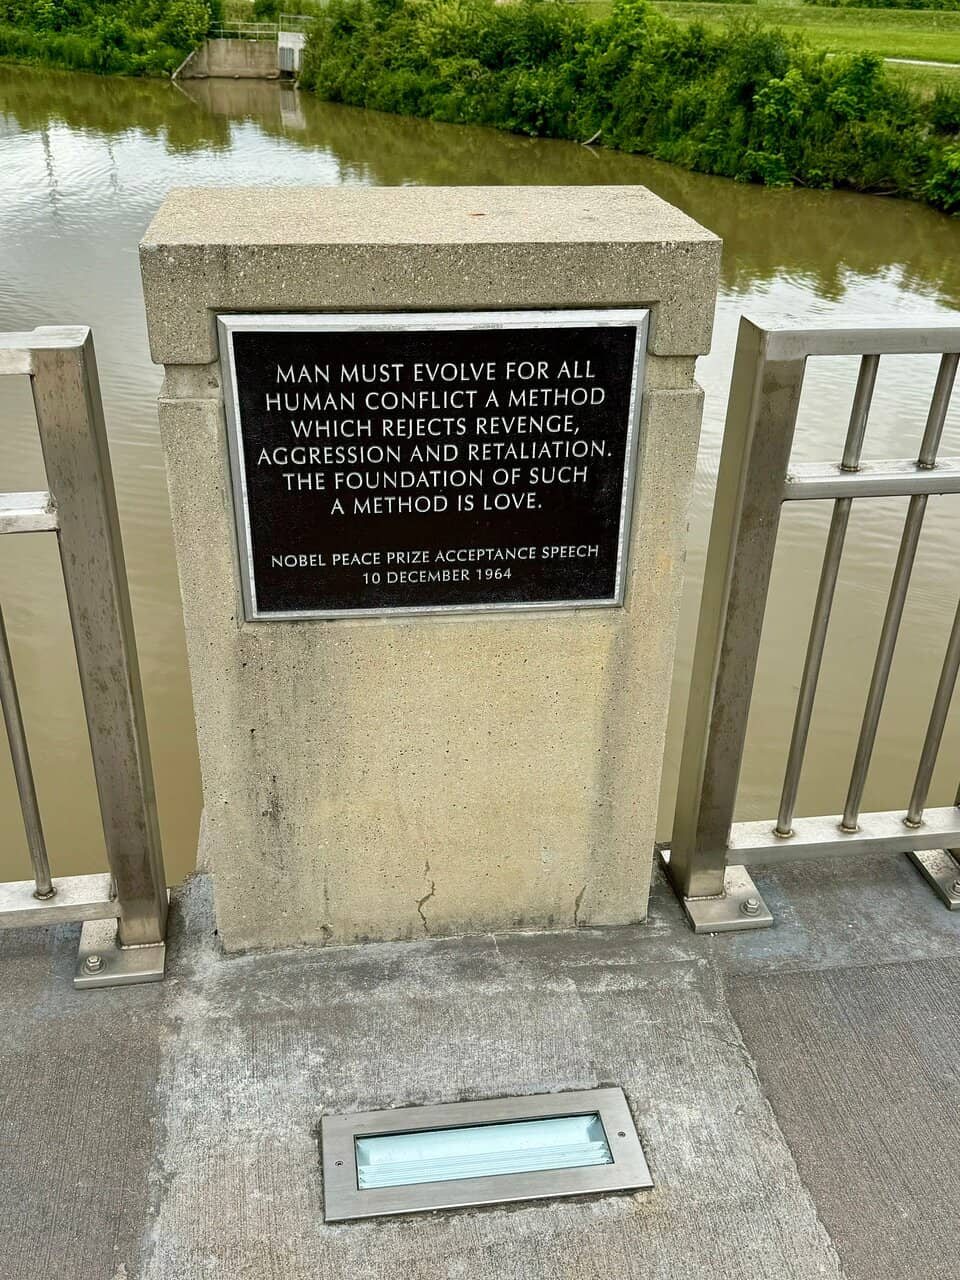 MAN MUST EVOLVE FOR ALL
HUMAN CONFLICT A METHOD
WHICH REJECTS REVENGE,
AGGRESSION AND RETALIATION.
THE FOUNDATION OF SUCH
A METHOD IS LOVE.
NOBEL PEACE PRIZE ACCEPTANCE SPEECH
10 DECEMBER 1964